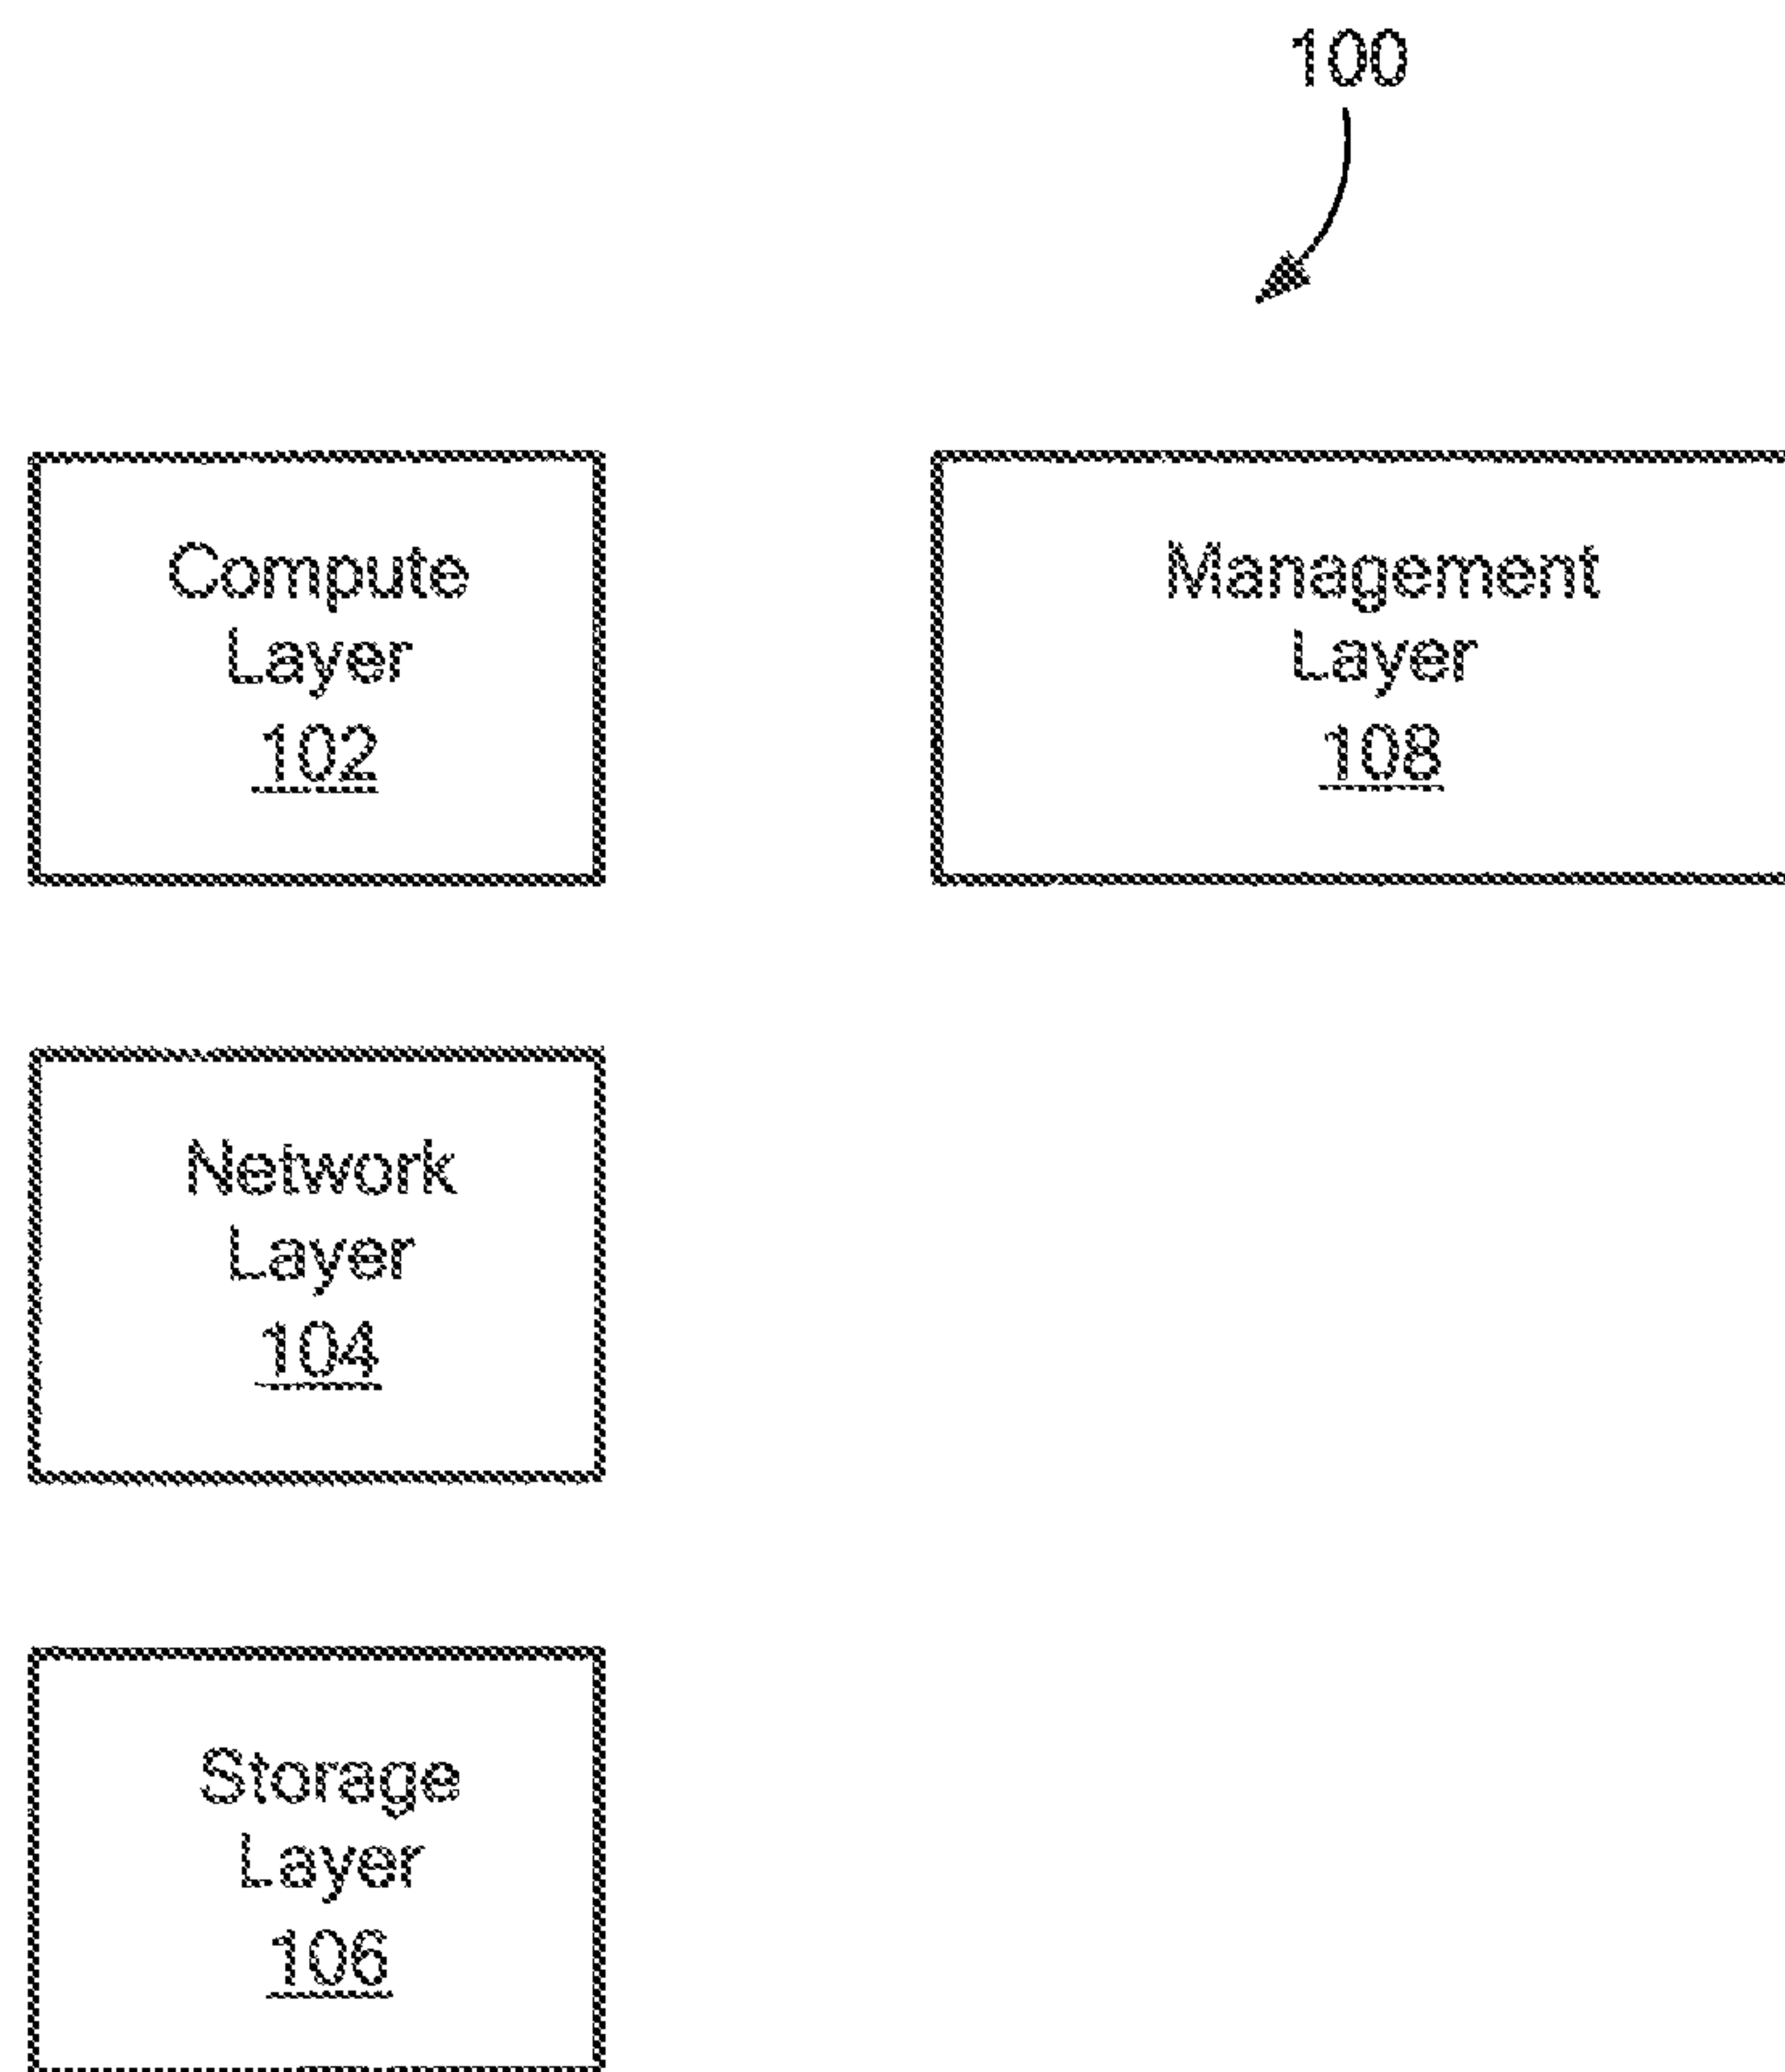 100
Compute
Layer
102
Management
Layer
108
Network
Layer
104
Storage
Layer
106